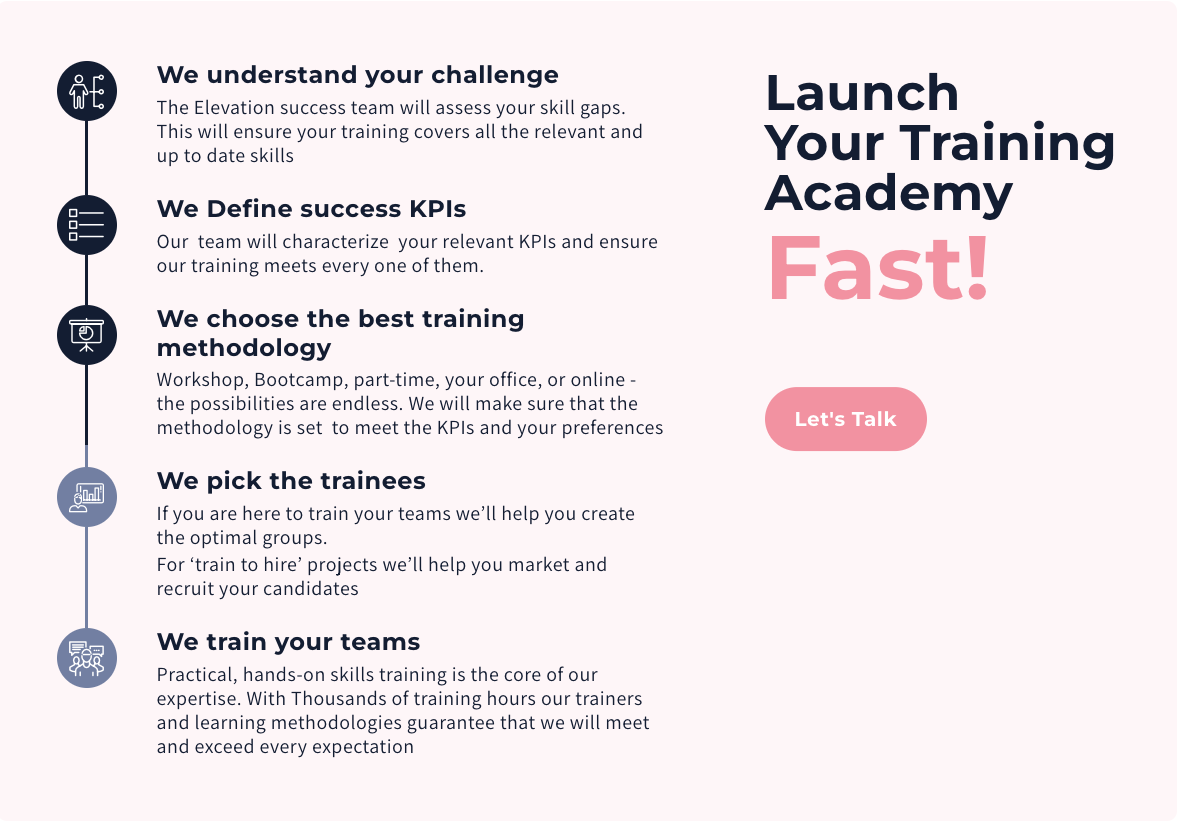 We understand your challenge
The Elevation success team will assess your skill gaps.
This will ensure your training covers all the relevant and
up to date skills
We Define success KPIs
Our  team will characterize  your relevant KPIs and ensure
our training meets every one of them.
We choose the best training
methodology
Workshop, Bootcamp, part-time, your office, or online -
the possibilities are endless. We will make sure that the
methodology is set  to meet the KPIs and your preferences
We pick the trainees
If you are here to train your teams we’ll help you create
the optimal groups.
For ‘train to hire’ projects we’ll help you market and
recruit your candidates
We train your teams
Practical, hands-on skills training is the core of our
expertise. With Thousands of training hours our trainers
and learning methodologies guarantee that we will meet
and exceed every expectation
Launch
Your Training
Academy
Fast!
Let's Talk